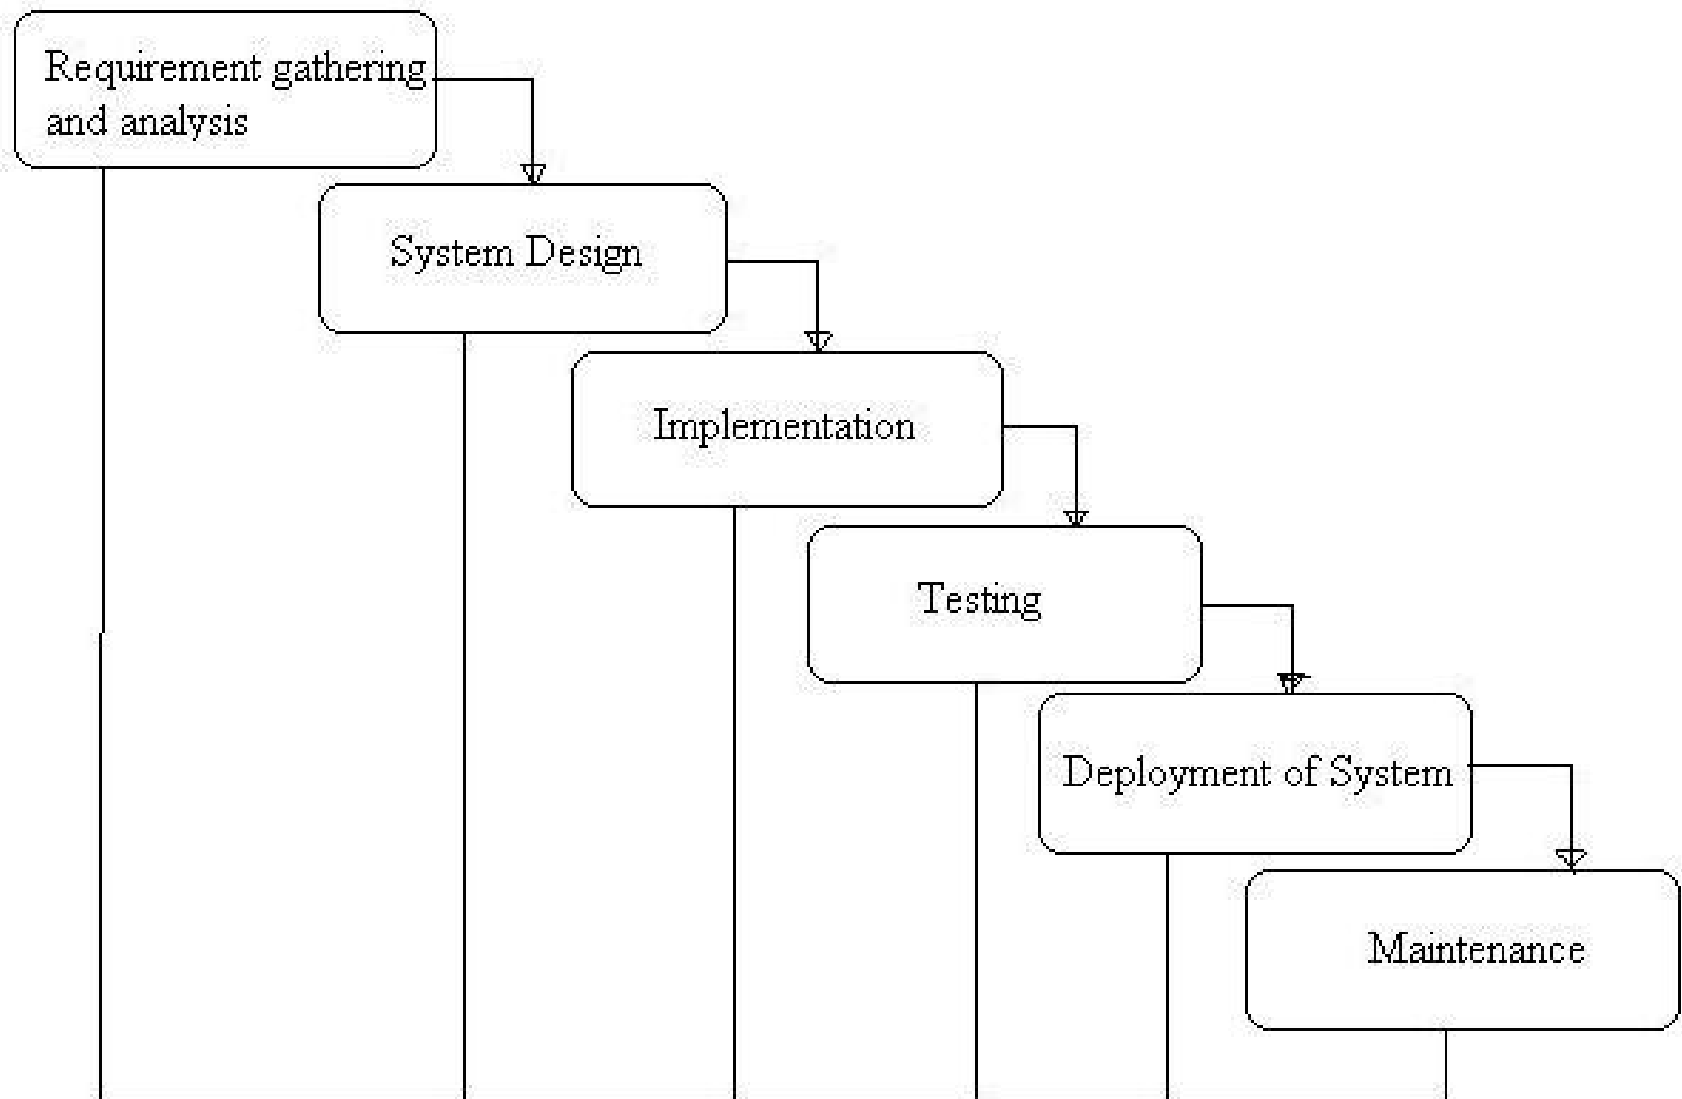 Requirement gathering
and analysis
System Design
Implementation
Testing
Deployment of System
Maintenance